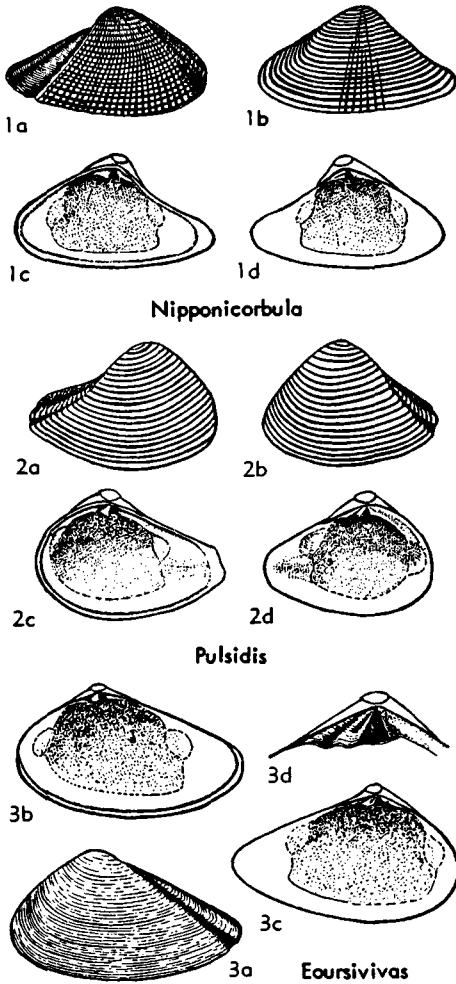 1a 1b
1c 1d
Nipponicorbula
2a 2b
2c 2d
Pulsidis
3b 3d
3c
3a Eoursivivas